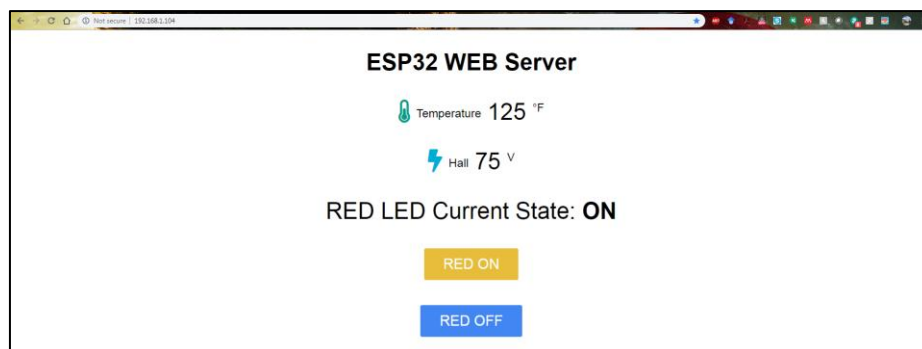 Not secure | 192.168.1.104
ESP32 WEB Server
Temperature 125 °F
Hall 75 V
RED LED Current State: ON
RED ON
RED OFF